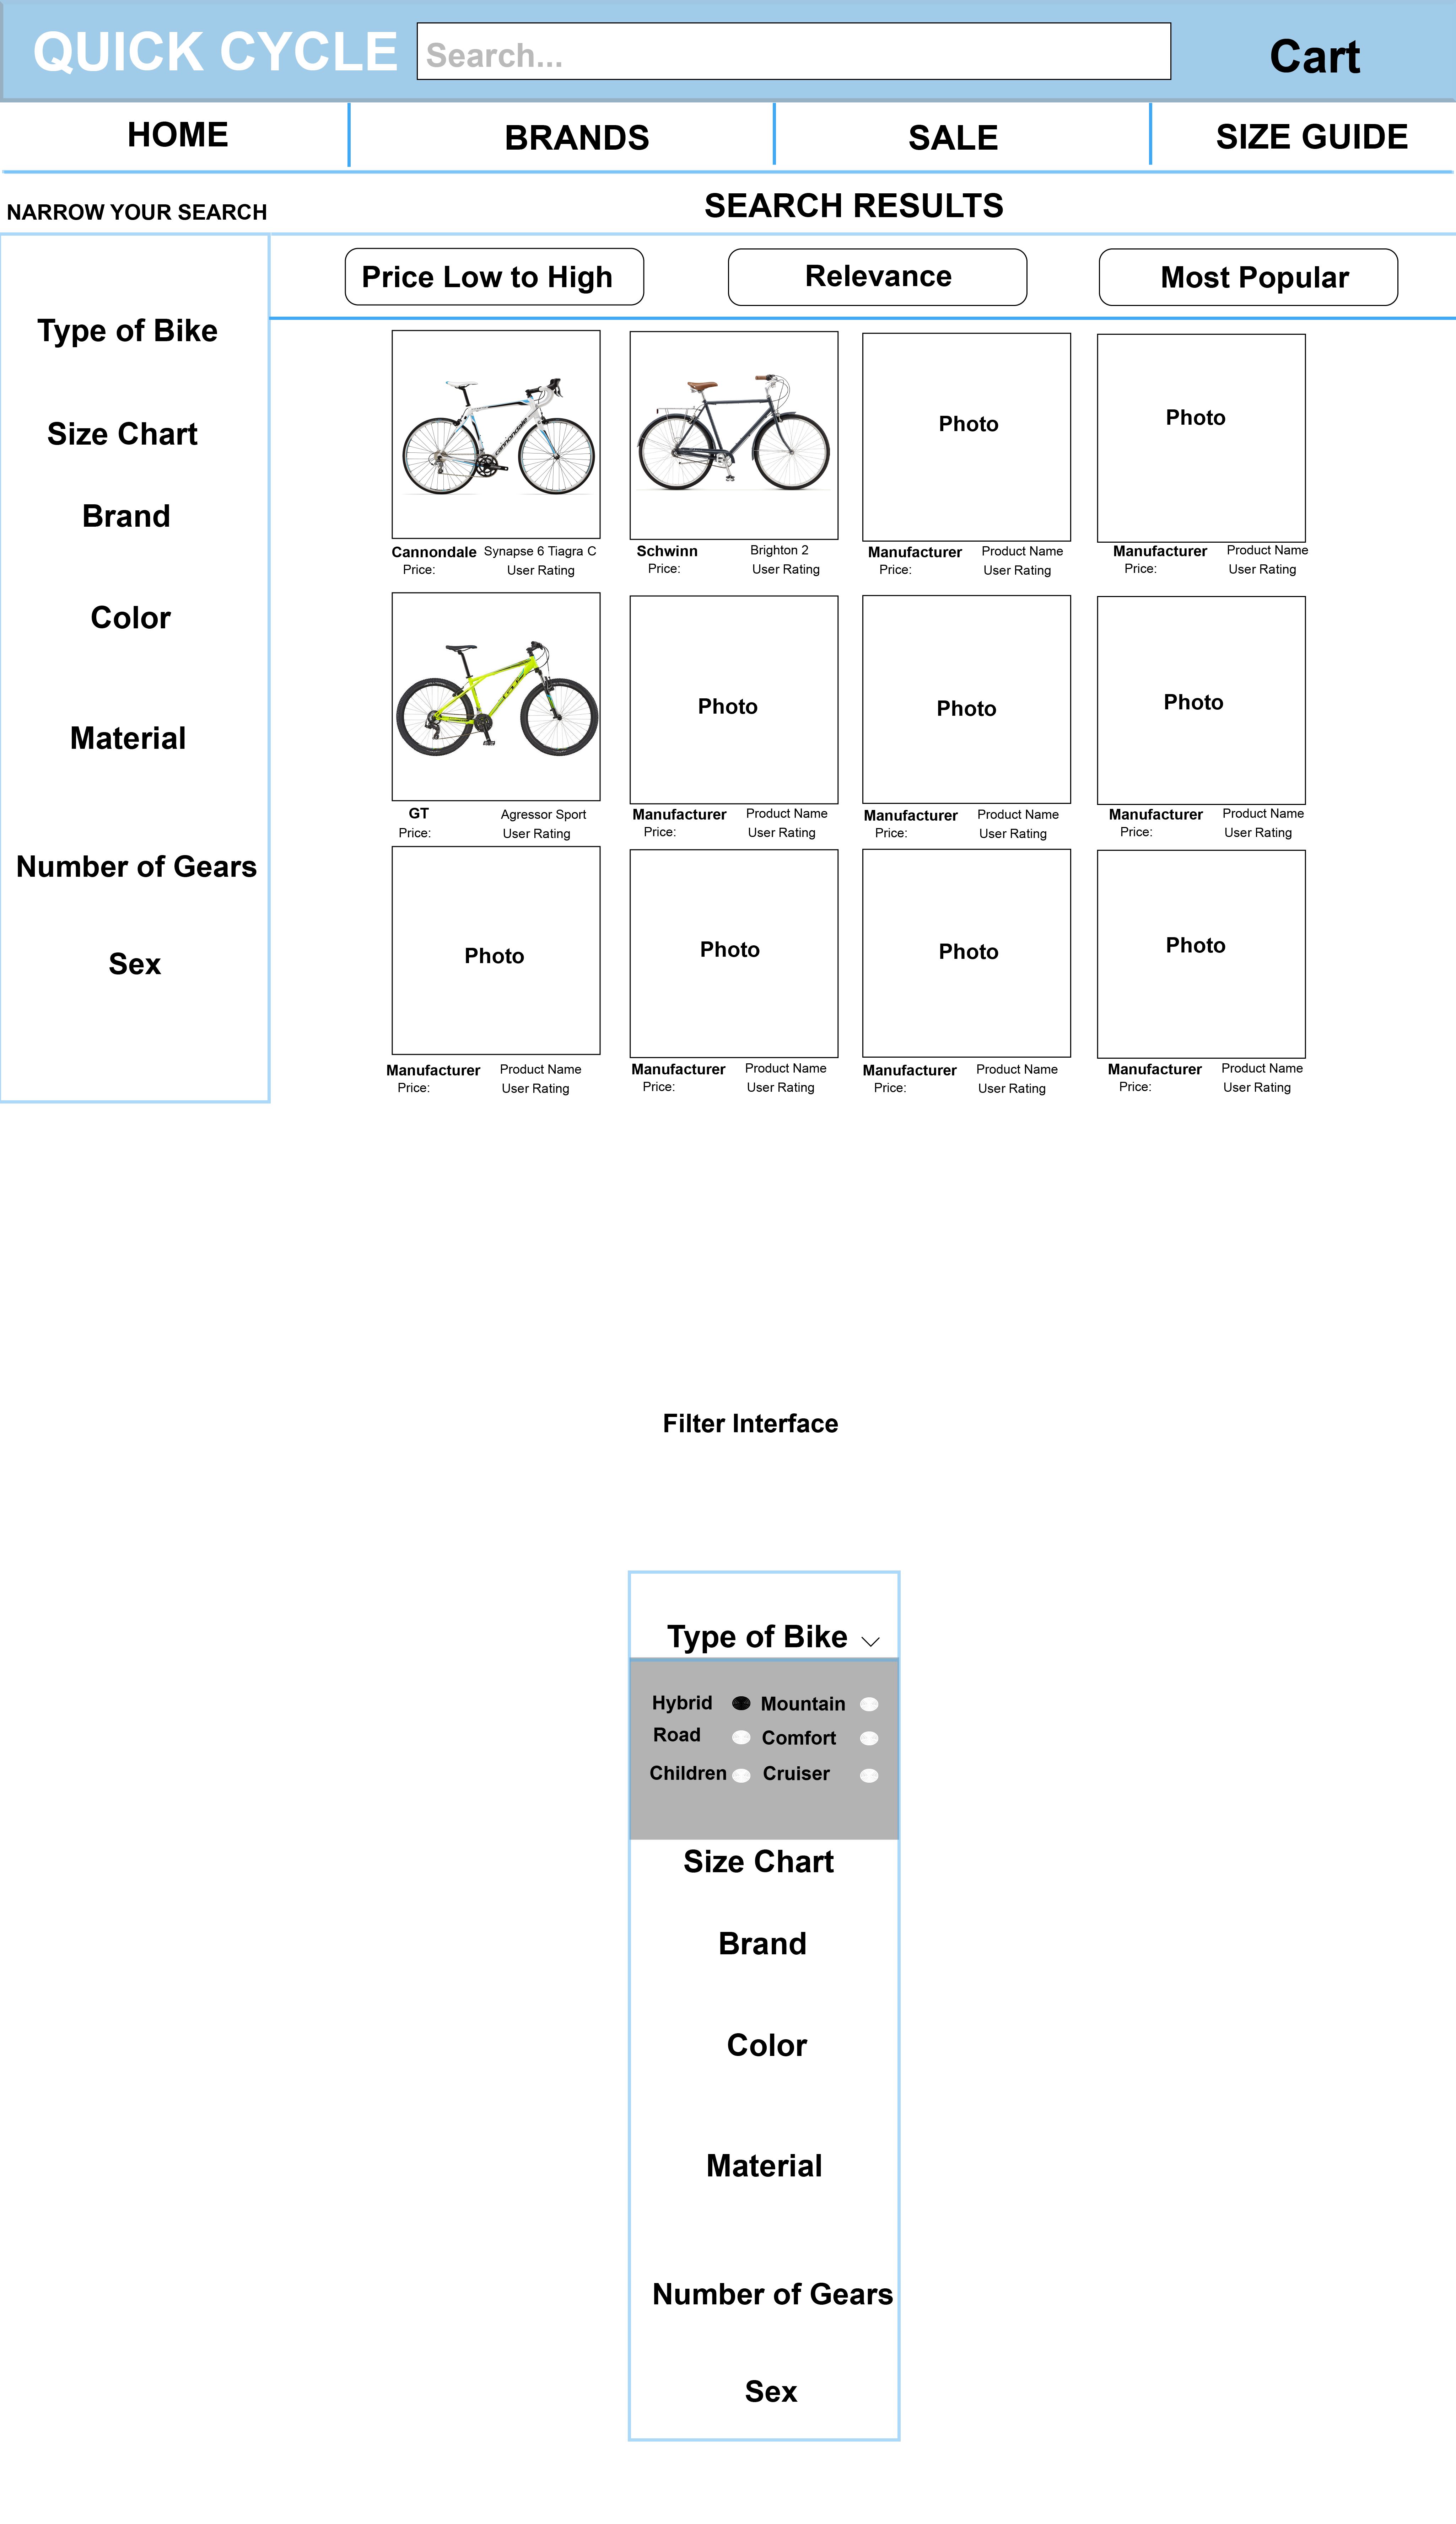 QUICK CYCLE Search... Cart
HOME BRANDS SALE SIZE GUIDE
NARROW YOUR SEARCH
SEARCH RESULTS
Price Low to High Relevance Most Popular
Type of Bike
Size Chart
Brand
Color
Material
Number of Gears
Sex
cannondale
Photo Photo
Cannondale Synapse 6 Tiagra C Schwinn Brighton 2 Manufacturer Product Name Manufacturer Product Name
Price: User Rating Price: User Rating Price: User Rating Price: User Rating
Photo Photo Photo
GT Agressor Sport Manufacturer Product Name Manufacturer Product Name Manufacturer Product Name
Price: User Rating Price: User Rating Price: User Rating Price: User Rating
Photo Photo Photo Photo
Manufacturer Product Name Manufacturer Product Name Manufacturer Product Name Manufacturer Product Name
Price: User Rating Price: User Rating Price: User Rating Price: User Rating
Filter Interface
Type of Bike
Hybrid Mountain
Road Comfort
Children Cruiser
Size Chart
Brand
Color
Material
Number of Gears
Sex